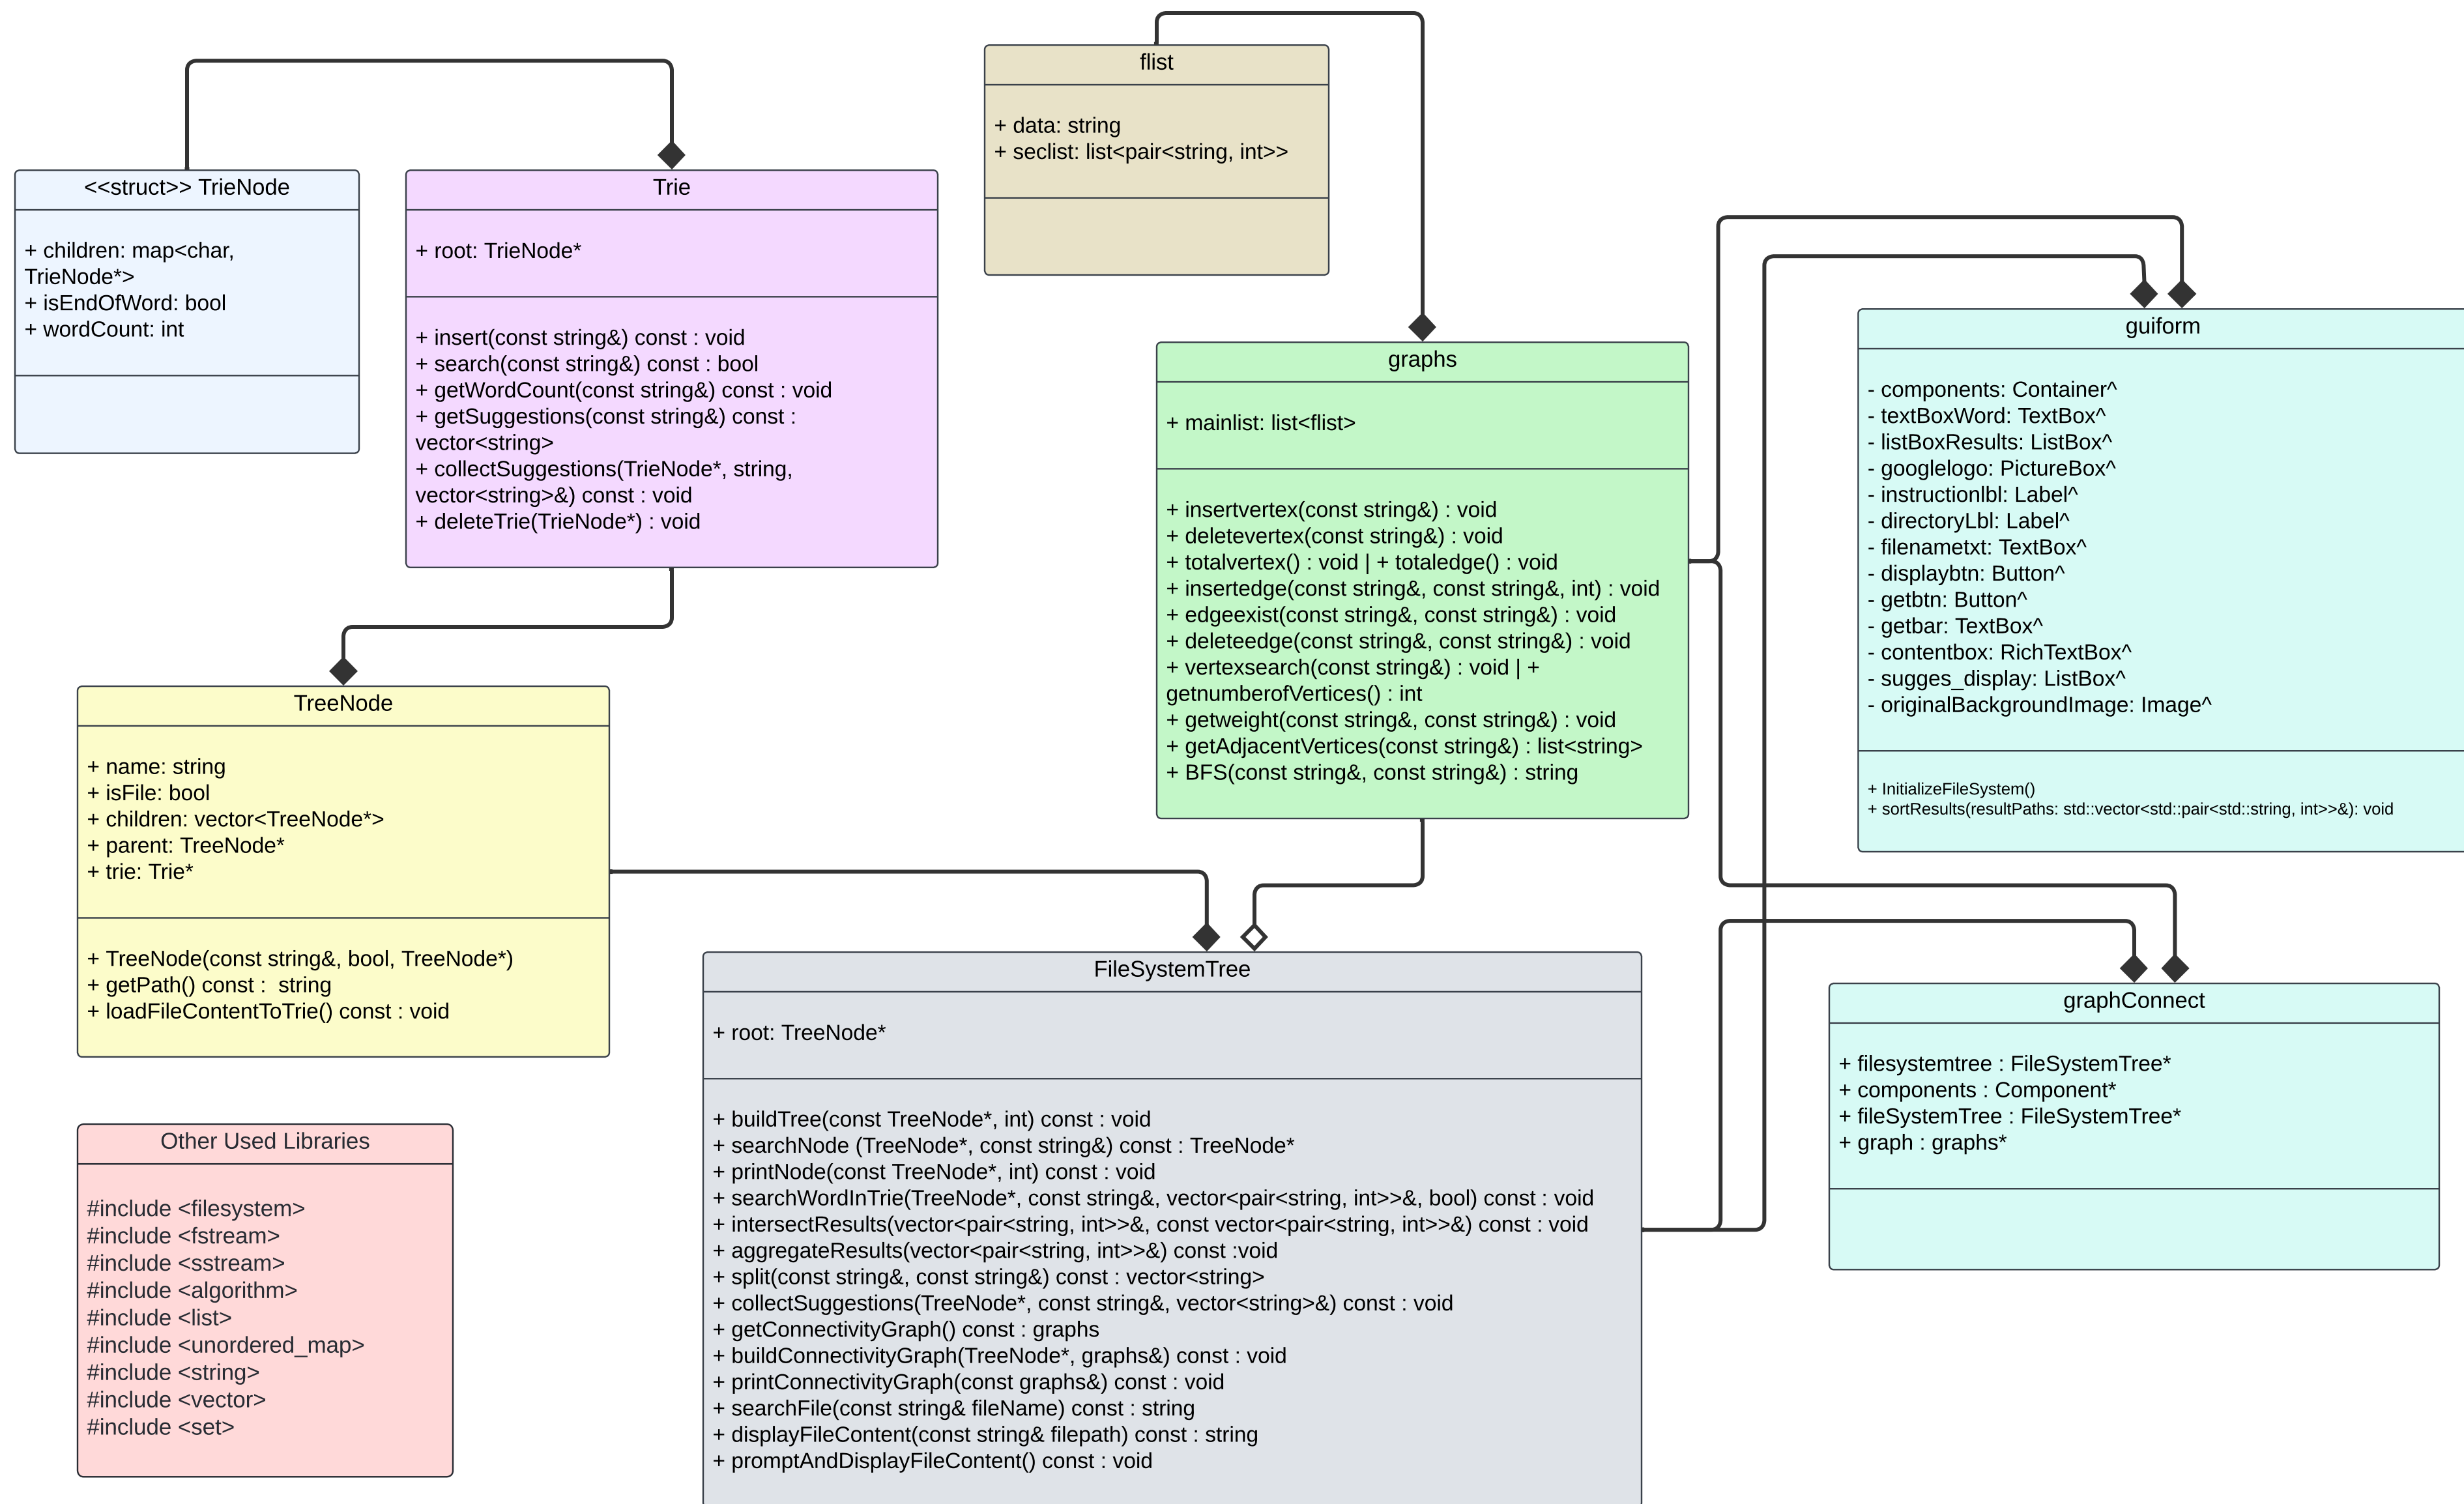 <<struct>> TrieNode
+ children: map<char,
TrieNode*>
+ isEndOfWord: bool
+ wordCount: int
Trie
+ root: TrieNode*
+ insert(const string&) const : void
+ search(const string&) const : bool
+ getWordCount(const string&) const : void
+ getSuggestions(const string&) const :
vector<string>
+ collectSuggestions(TrieNode*, string,
vector<string>&) const : void
+ deleteTrie(TrieNode*) : void
flist
+ data: string
+ seclist: list<pair<string, int>>
graphs
+ mainlist: list<flist>
+ insertvertex(const string&) : void
+ deletevertex(const string&) : void
+ totalvertex() : void | + totaledge() : void
+ insertedge(const string&, const string&, int) : void
+ edgeexist(const string&, const string&) : void
+ deleteedge(const string&, const string&) : void
+ vertexsearch(const string&) : void | +
getnumberofVertices() : int
+ getweight(const string&, const string&) : void
+ getAdjacentVertices(const string&) : list<string>
+ BFS(const string&, const string&) : string
guiform
- components: Container^
- textBoxWord: TextBox^
- listBoxResults: ListBox^
- googlelogo: PictureBox^
- instructionlbl: Label^
- directoryLbl: Label^
- filenametxt: TextBox^
- displaybtn: Button^
- getbtn: Button^
- getbar: TextBox^
- contentbox: RichTextBox^
- sugges_display: ListBox^
- originalBackgroundImage: Image^
+ InitializeFileSystem()
+ sortResults(resultPaths: std::vector<std::pair<std::string, int>>&): void
TreeNode
+ name: string
+ isFile: bool
+ children: vector<TreeNode*>
+ parent: TreeNode*
+ trie: Trie*
+ TreeNode(const string&, bool, TreeNode*)
+ getPath() const :  string
+ loadFileContentToTrie() const : void
FileSystemTree
+ root: TreeNode*
+ buildTree(const TreeNode*, int) const : void
+ searchNode (TreeNode*, const string&) const : TreeNode*
+ printNode(const TreeNode*, int) const : void
+ searchWordInTrie(TreeNode*, const string&, vector<pair<string, int>>&, bool) const : void
+ intersectResults(vector<pair<string, int>>&, const vector<pair<string, int>>&) const : void
+ aggregateResults(vector<pair<string, int>>&) const :void
+ split(const string&, const string&) const : vector<string>
+ collectSuggestions(TreeNode*, const string&, vector<string>&) const : void
+ getConnectivityGraph() const : graphs
+ buildConnectivityGraph(TreeNode*, graphs&) const : void
+ printConnectivityGraph(const graphs&) const : void
+ searchFile(const string& fileName) const : string
+ displayFileContent(const string& filepath) const : string
+ promptAndDisplayFileContent() const : void
graphConnect
+ filesystemtree : FileSystemTree*
+ components : Component*
+ fileSystemTree : FileSystemTree*
+ graph : graphs*
Other Used Libraries
#include <filesystem>
#include <fstream>
#include <sstream>
#include <algorithm>
#include <list>
#include <unordered_map>
#include <string>
#include <vector>
#include <set>